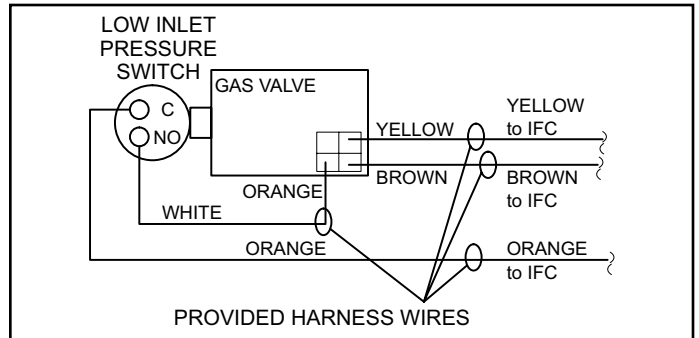 LOW INLET
PRESSURE
SWITCH
GAS VALVE
C
NO
YELLOW
YELLOW
to IFC
BROWN
BROWN
to IFC
ORANGE
WHITE
ORANGE
ORANGE
to IFC
PROVIDED HARNESS WIRES